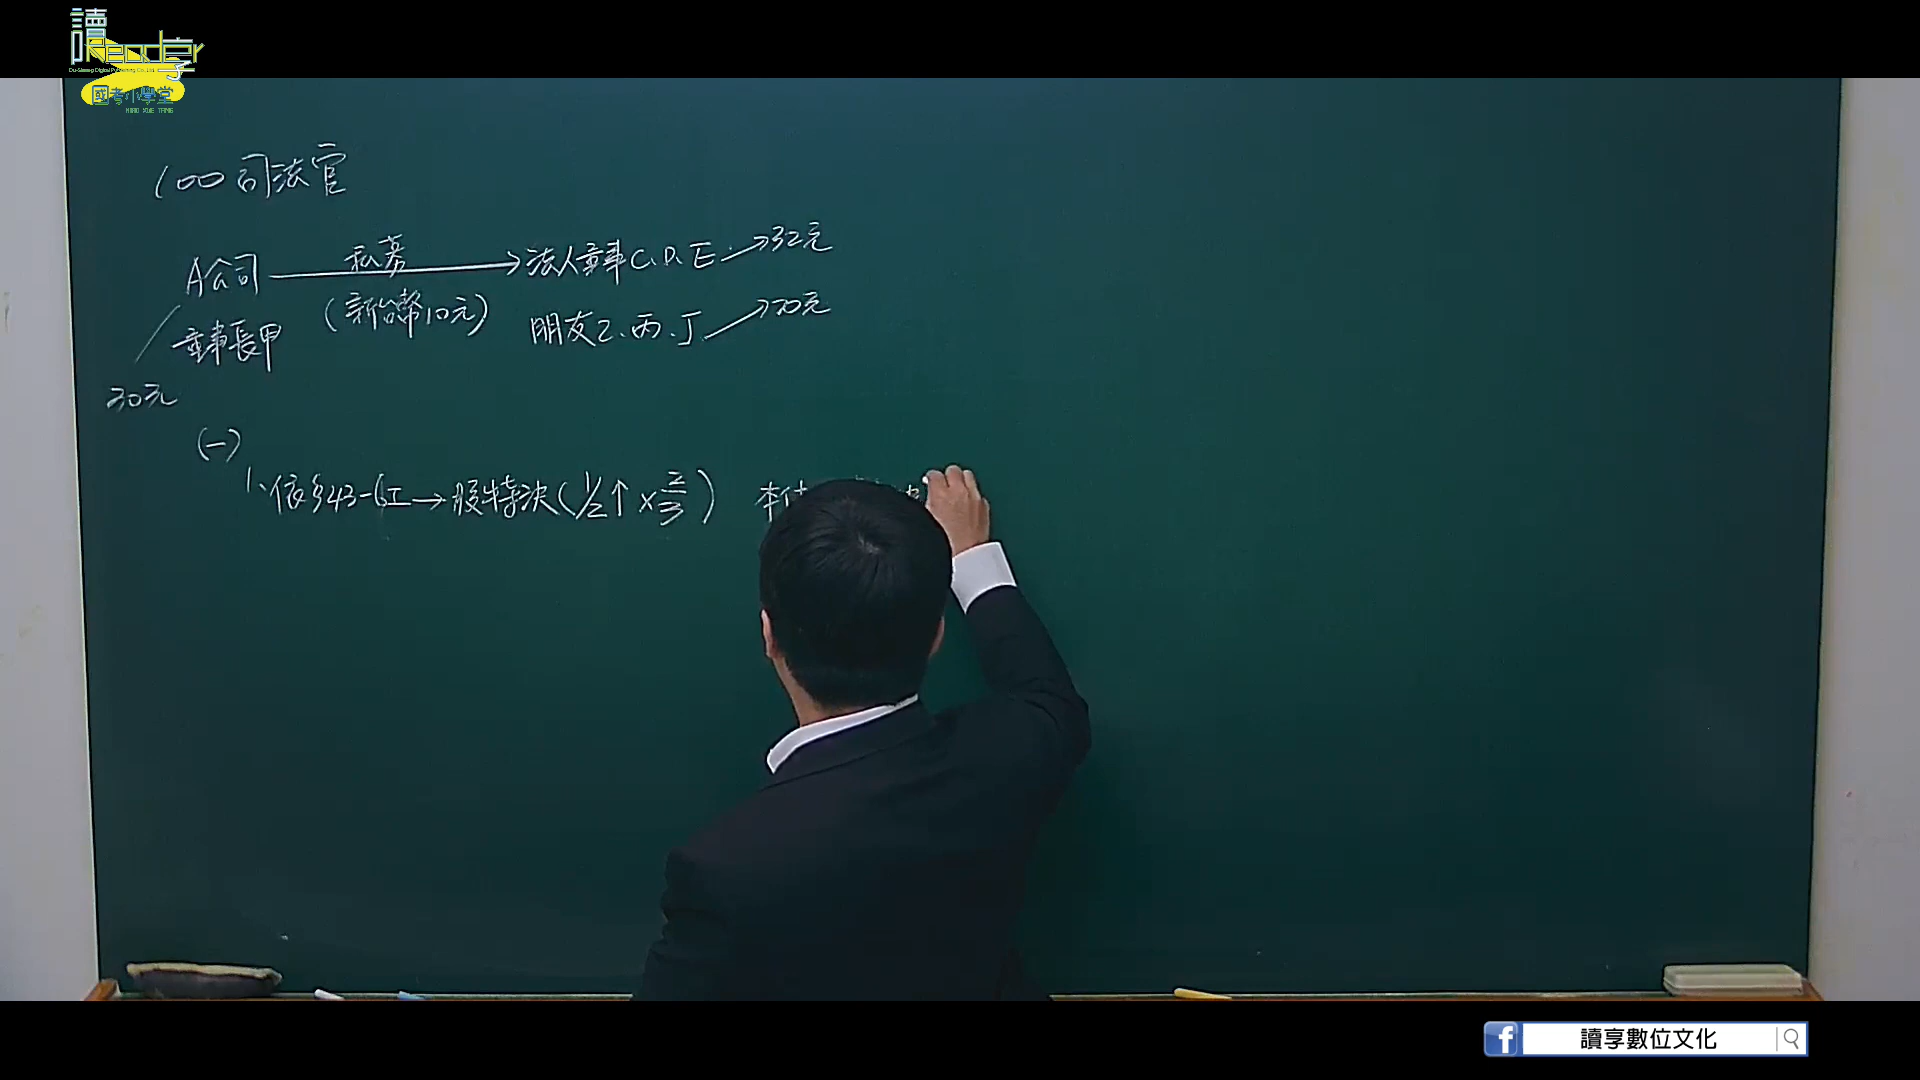 讀享
Reader
國考小學堂
100司法官
A公司 私募 → 法人董事C.D.E → 32元
董事長甲 (新台幣10元) 朋友乙.丙.丁 → 20元
30元
(一)
1. 依§43-6I → 股特決(1/2↑ × 2/3)
讀享數位文化